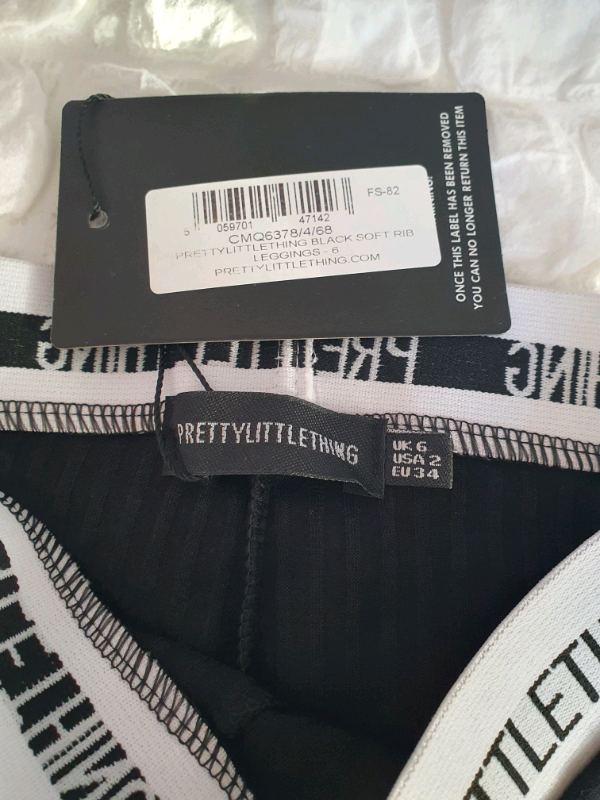 FS-82
5 059701 47142
CMQ6378/4/68
PRETTYLITTLETHING BLACK SOFT RIB
LEGGINGS - 6
PRETTYLITTLETHING.COM
ONCE THIS LABEL HAS BEEN REMOVED
YOU CAN NO LONGER RETURN THIS ITEM
PRETTYLITTLETHING
UK 6
USA 2
EU 34